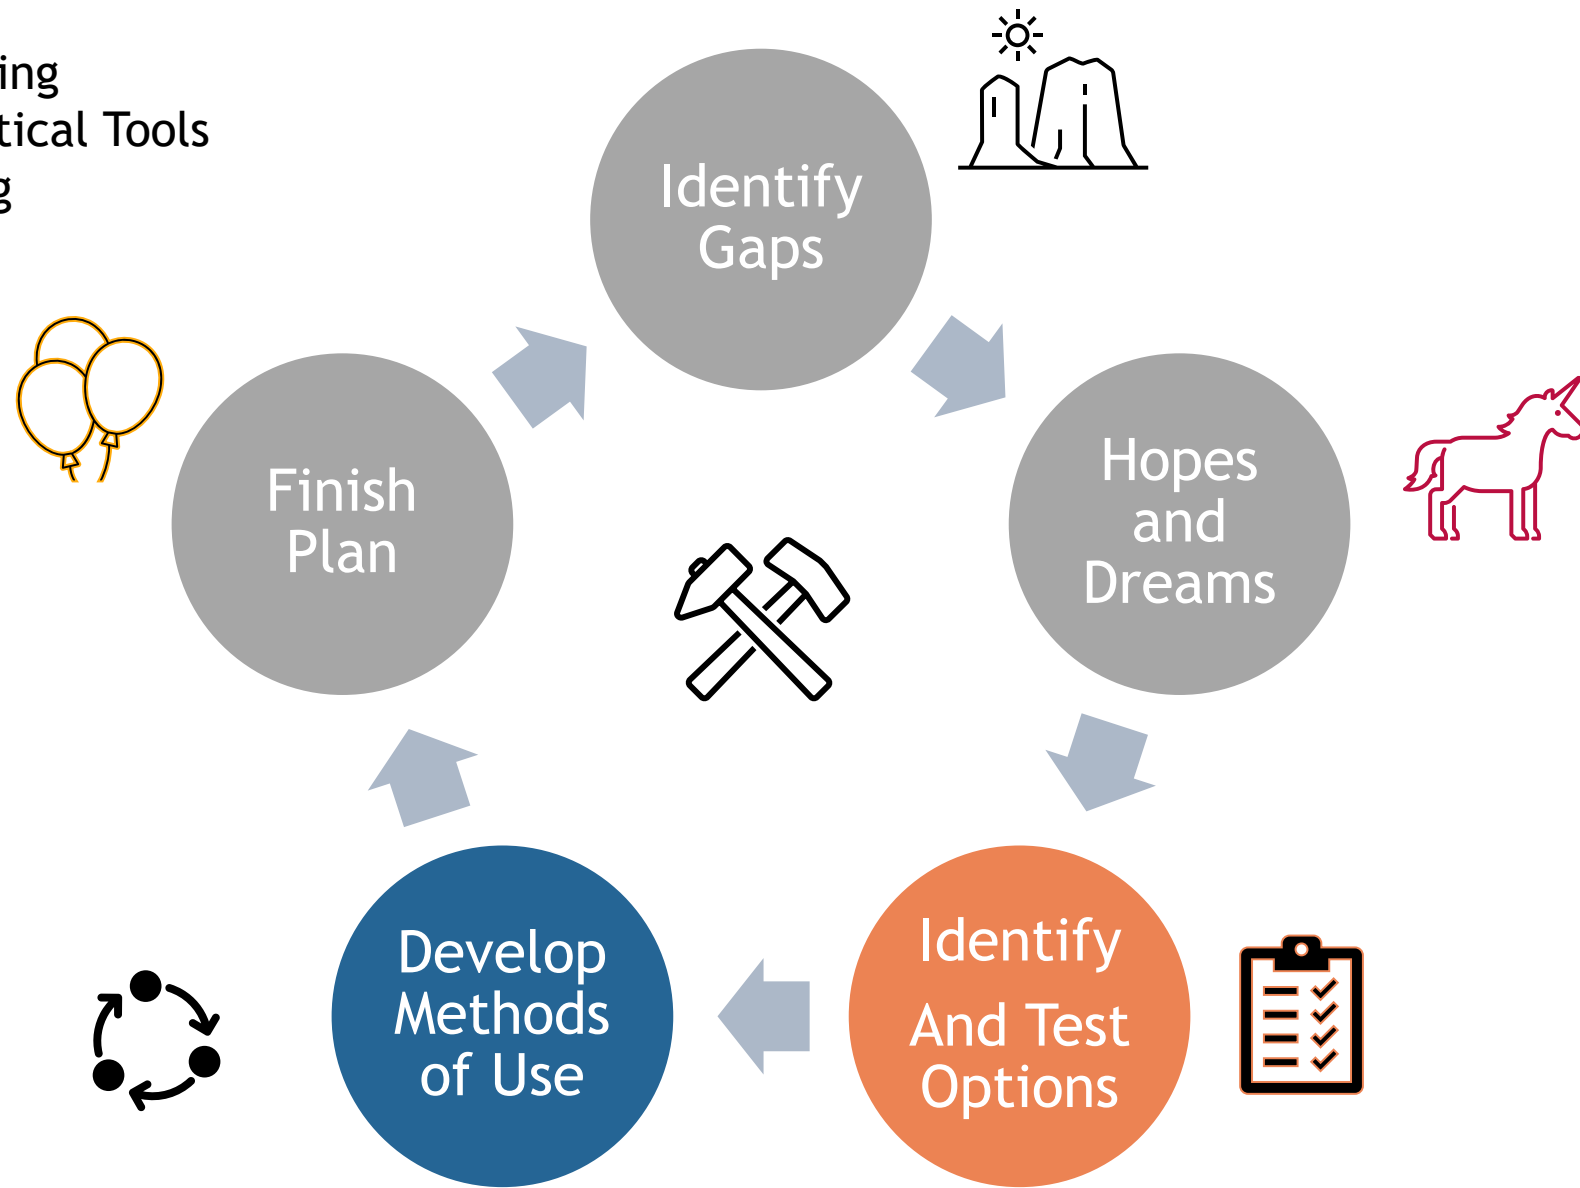 ing
tical Tools
g
Identify
Gaps
Hopes
and
Dreams
Identify
And Test
Options
Develop
Methods
of Use
Finish
Plan